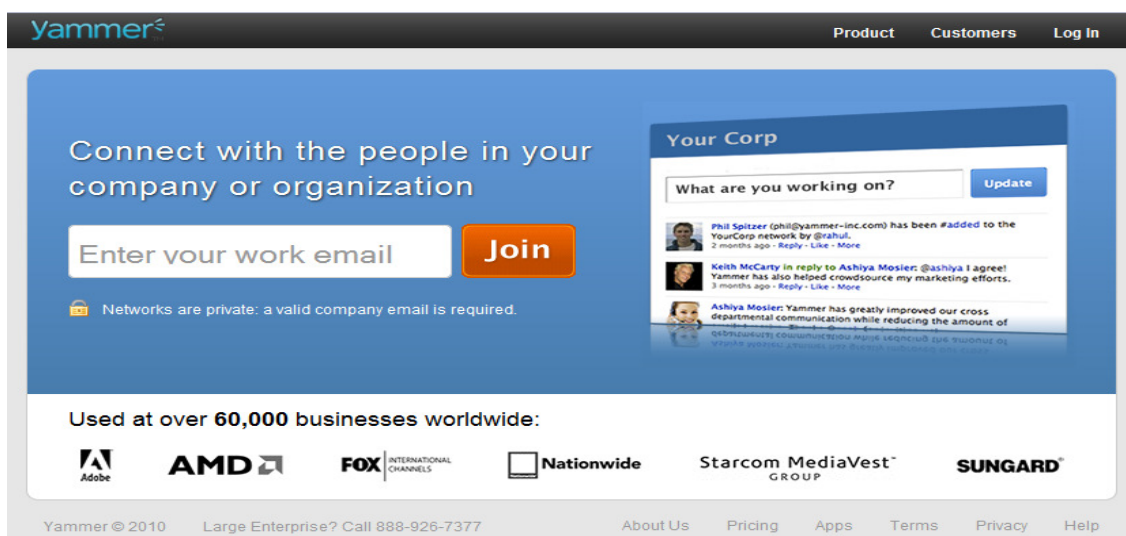 yammer
Product Customers Log In
Connect with the people in your
company or organization
Enter your work email
Join
Networks are private: a valid company email is required.
Your Corp
What are you working on?
Update
Phil Spitzer (phil@yammer-inc.com) has been #added to the
YourCorp network by @rahul.
2 months ago - Reply - Like - More
Keith McCarty in reply to Ashiya Mosier: @ashiya I agree!
Yammer has also helped crowdsource my marketing efforts.
3 months ago - Reply - Like - More
Ashiya Mosier: Yammer has greatly improved our cross
departmental communication while reducing the amount of
Used at over 60,000 businesses worldwide:
Adobe
AMD
FOX INTERNATIONAL
CHANNELS
Nationwide
Starcom MediaVest
GROUP
SUNGARD®
Yammer © 2010 Large Enterprise? Call 888-926-7377 About Us Pricing Apps Terms Privacy Help